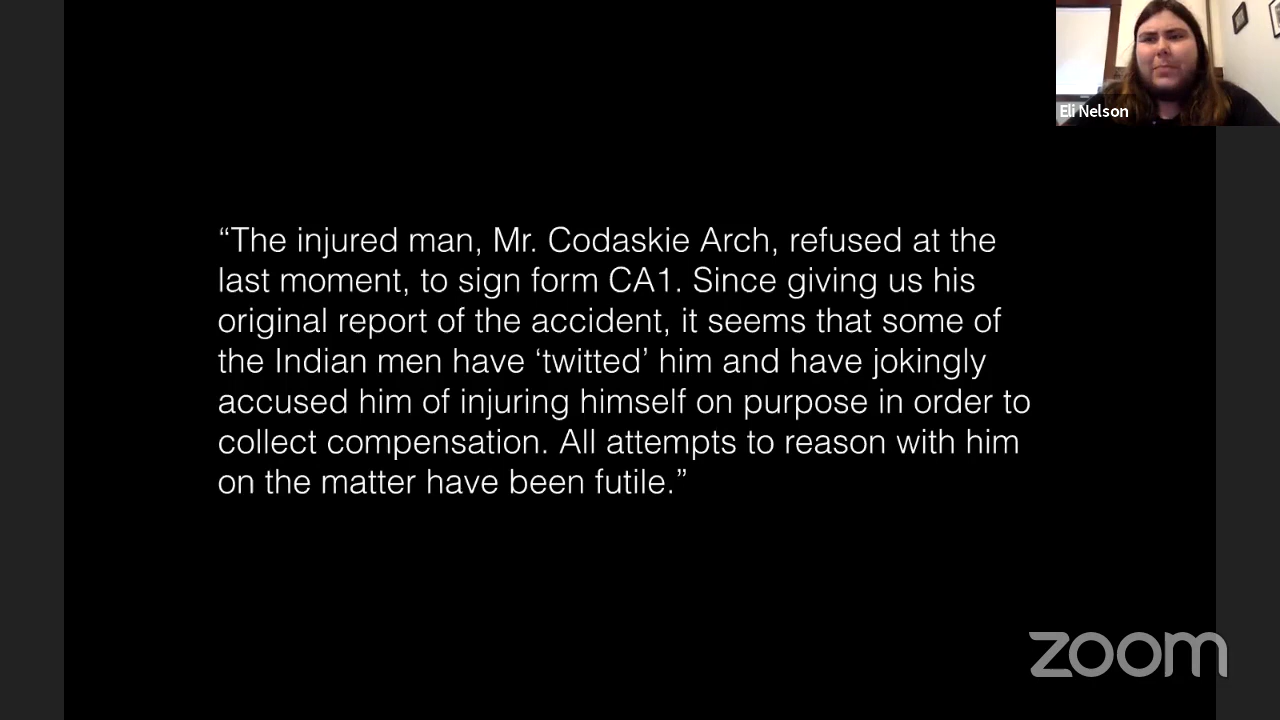 Eli Nelson
“The injured man, Mr. Codaskie Arch, refused at the
last moment, to sign form CA1. Since giving us his
original report of the accident, it seems that some of
the Indian men have ‘twitted’ him and have jokingly
accused him of injuring himself on purpose in order to
collect compensation. All attempts to reason with him
on the matter have been futile.”
zoom